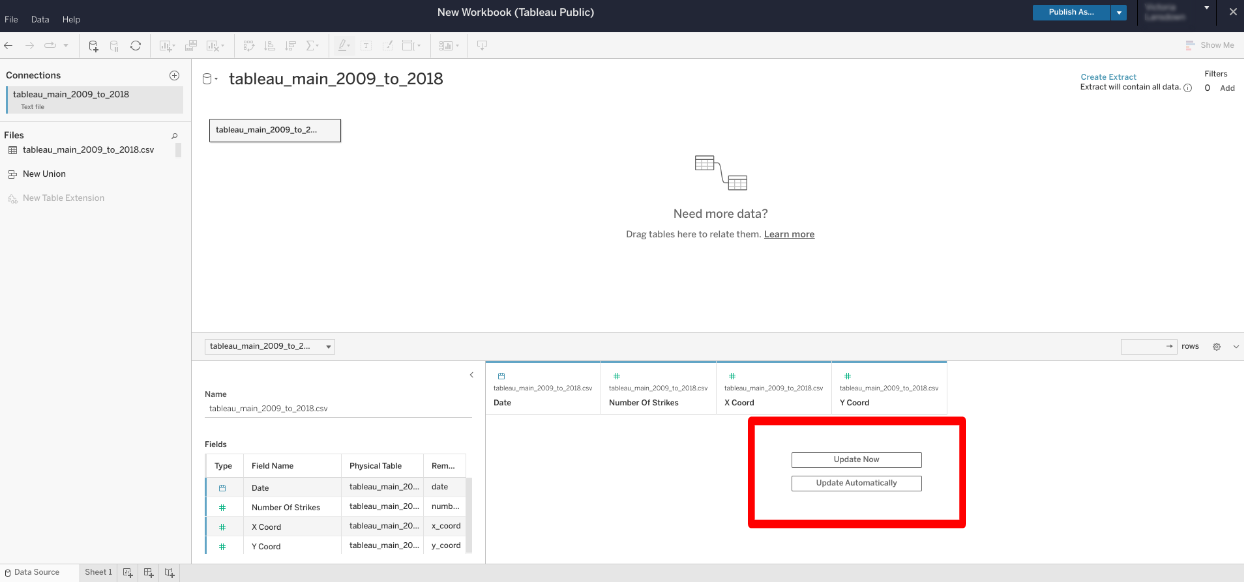 New Workbook (Tableau Public)
Publish As...
File Data Help
Show Me
Connections
tableau_main_2009_to_2018
Text file
Files
tableau_main_2009_to_2018.csv
New Union
New Table Extension
tableau_main_2009_to_2018
Create Extract
Extract will contain all data.
Filters
0 Add
tableau_main_2009_to_2...
Need more data?
Drag tables here to relate them. Learn more
tableau_main_2009_to_2...
rows
Name
tableau_main_2009_to_2018.csv
Fields
Type Field Name Physical Table Rem...
Date tableau_main_20... date
Number Of Strikes tableau_main_20... numb...
X Coord tableau_main_20... x_coord
Y Coord tableau_main_20... y_coord
tableau_main_2009_to_2018.csv tableau_main_2009_to_2018.csv tableau_main_2009_to_2018.csv tableau_main_2009_to_2018.csv
Date Number Of Strikes X Coord Y Coord
Update Now
Update Automatically
Data Source Sheet 1